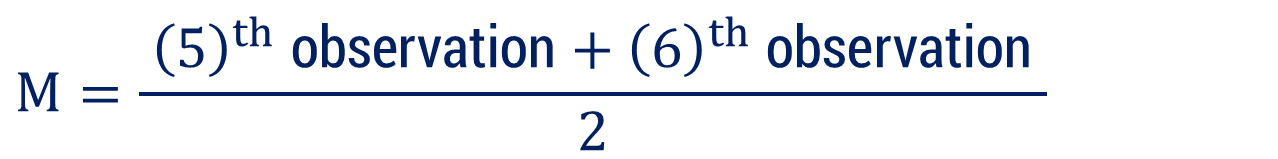 (5)th observation + (6)th observation
M =
2